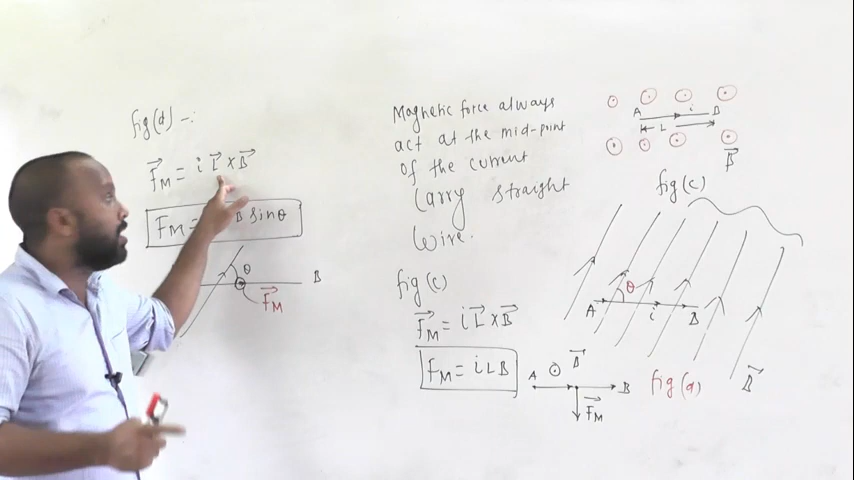 fig(d) -:
F⃗M = i L⃗ × B⃗
FM= B sinθ
θ
B
F⃗M
Magnetic force always
act at the mid-point
of the current
Carry straight
Wire.
fig(c)
F⃗M = i L⃗ × B⃗
FM = i L B
A
B⃗
B
F⃗M
A i B
L
B⃗
fig(c)
θ
A i B
fig(d)
B⃗